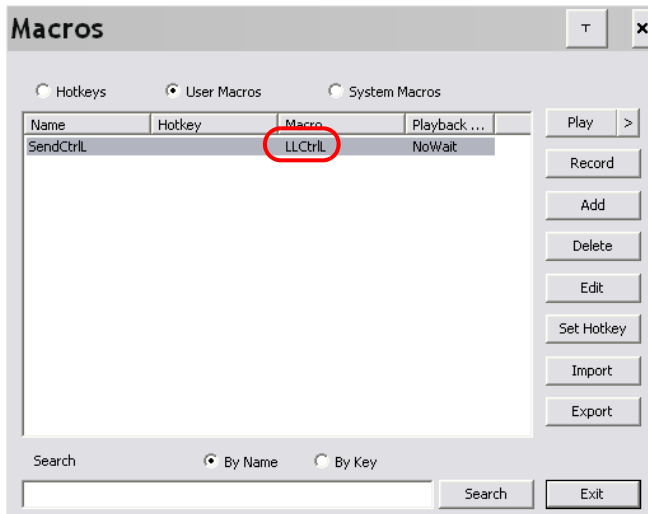 Macros T ×
Hotkeys User Macros System Macros
Name Hotkey Macro Playback ...
SendCtrlL LLCtrlL NoWait
Play >
Record
Add
Delete
Edit
Set Hotkey
Import
Export
Search By Name By Key
Search Exit